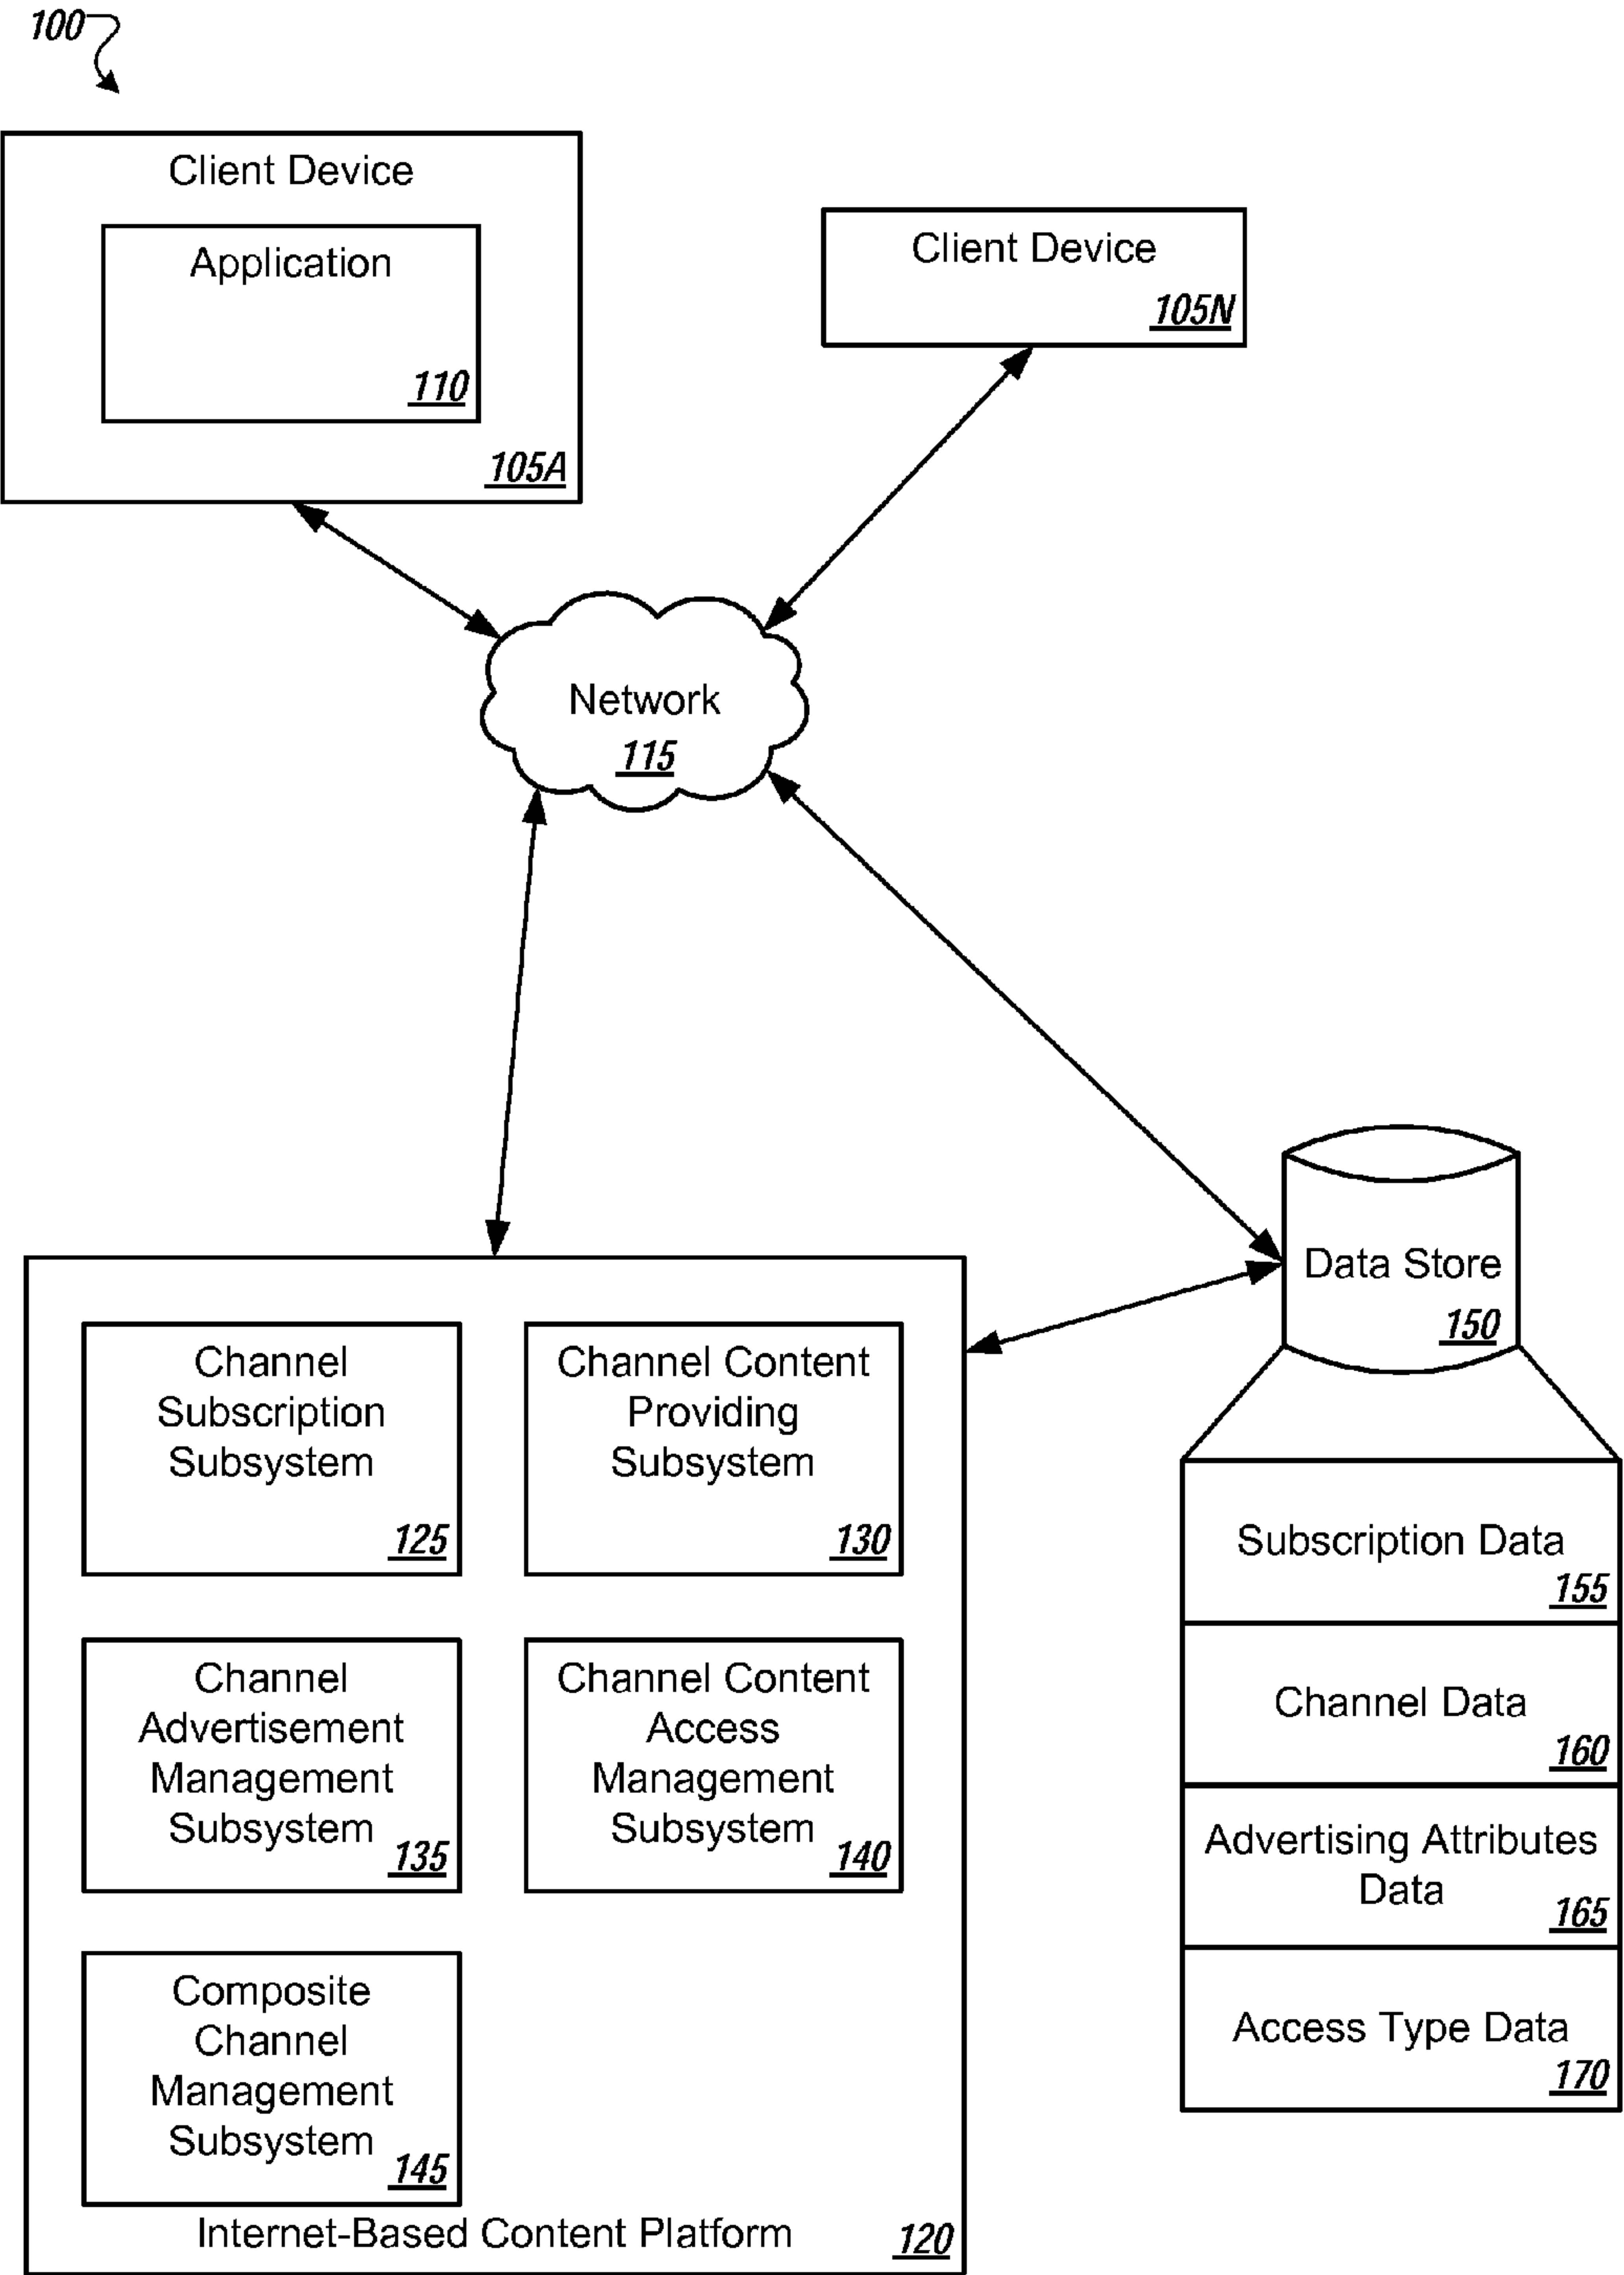 100
Client Device
Application
110
105A
Client Device
105N
Network
115
Channel
Subscription
Subsystem
125
Channel Content
Providing
Subsystem
130
Channel
Advertisement
Management
Subsystem
135
Channel Content
Access
Management
Subsystem
140
Composite
Channel
Management
Subsystem
145
Internet-Based Content Platform
120
Data Store
150
Subscription Data
155
Channel Data
160
Advertising Attributes
Data
165
Access Type Data
170